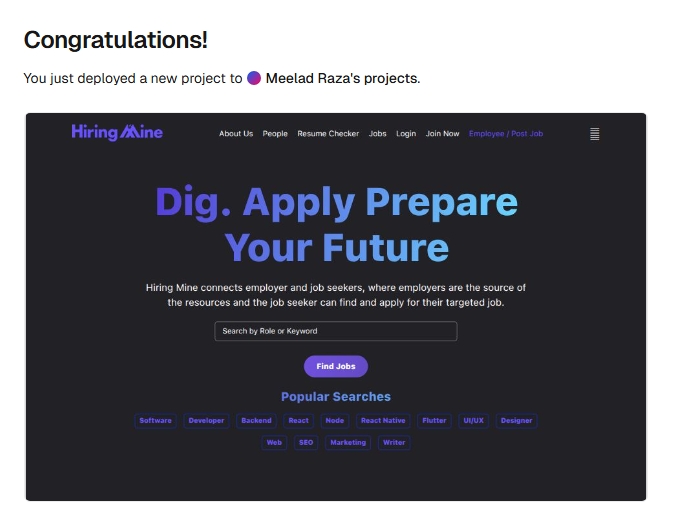 Congratulations!
You just deployed a new project to Meelad Raza's projects.
Hiring Mine
About Us People Resume Checker Jobs Login Join Now Employee / Post Job
Dig. Apply Prepare
Your Future
Hiring Mine connects employer and job seekers, where employers are the source of
the resources and the job seeker can find and apply for their targeted job.
Search by Role or Keyword
Find Jobs
Popular Searches
Software Developer Backend React Node React Native Flutter UI/UX Designer
Web SEO Marketing Writer